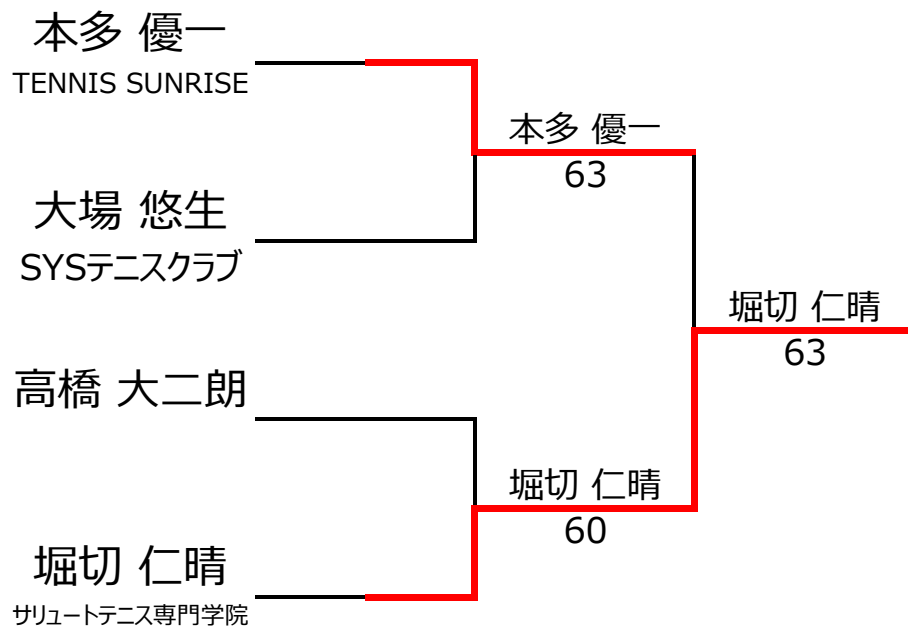 本多 優一
TENNIS SUNRISE
本多 優一
63
大場 悠生
SYSテニスクラブ
堀切 仁晴
63
高橋 大二朗
堀切 仁晴
60
堀切 仁晴
サリュートテニス専門学院